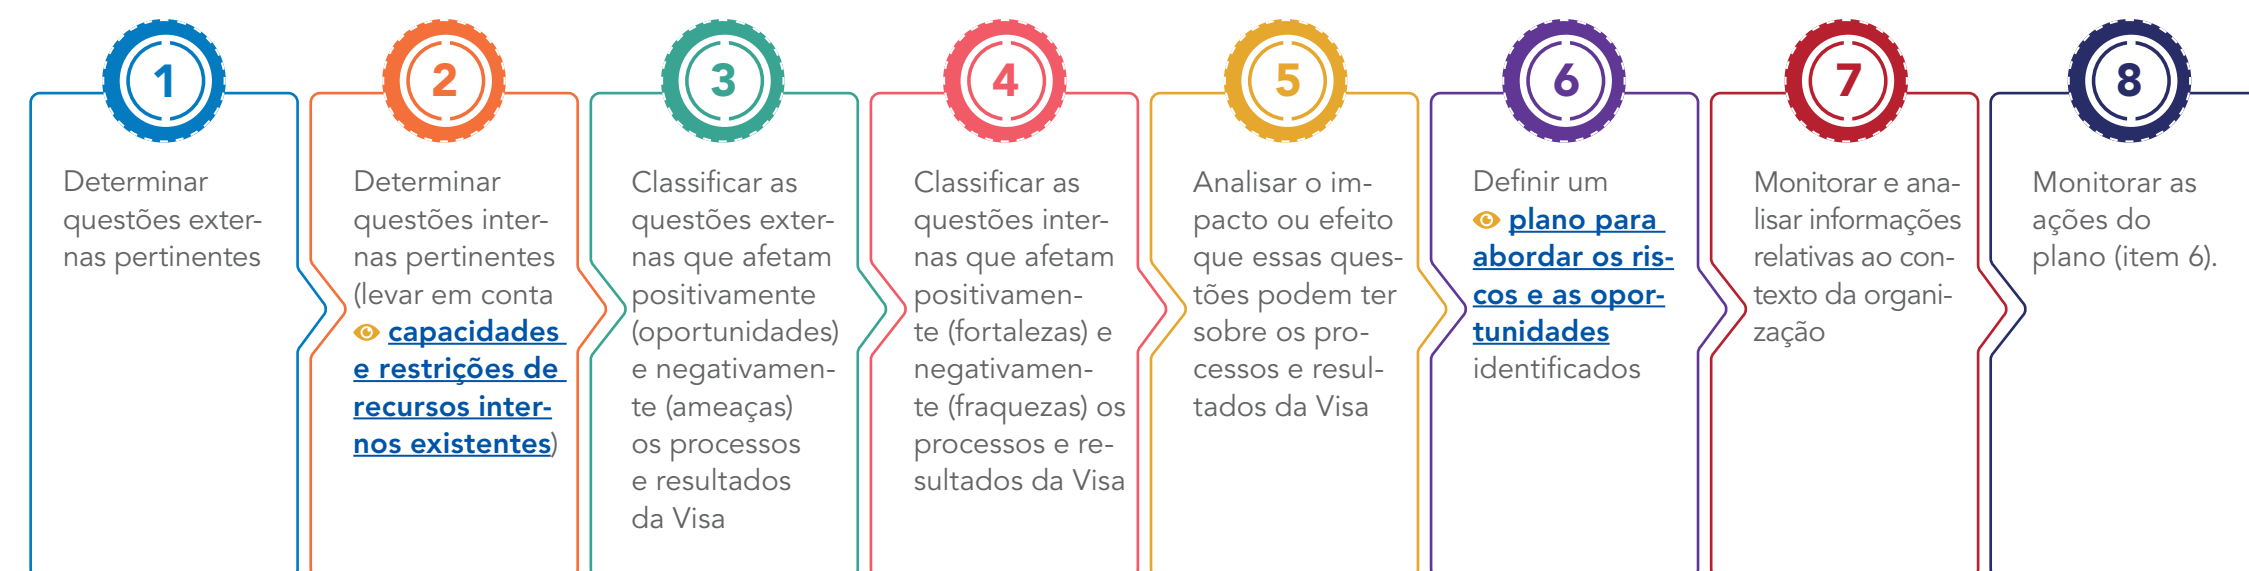 1
Determinar
questões exter-
nas pertinentes
2
Determinar
questões inter-
nas pertinentes
(levar em conta
capacidades
e restrições de
recursos inter-
nos existentes)
3
Classificar as
questões exter-
nas que afetam
positivamente
(oportunidades)
e negativamen-
te (ameaças)
os processos
e resultados
da Visa
4
Classificar as
questões inter-
nas que afetam
positivamen-
te (fortalezas) e
negativamen-
te (fraquezas) os
processos e re-
sultados da Visa
5
Analisar o im-
pacto ou efeito
que essas ques-
tões podem ter
sobre os pro-
cessos e resul-
tados da Visa
6
Definir um
plano para
abordar os ris-
cos e as opor-
tunidades
identificados
7
Monitorar e ana-
lisar informações
relativas ao con-
texto da organi-
zação
8
Monitorar as
ações do
plano (item 6).